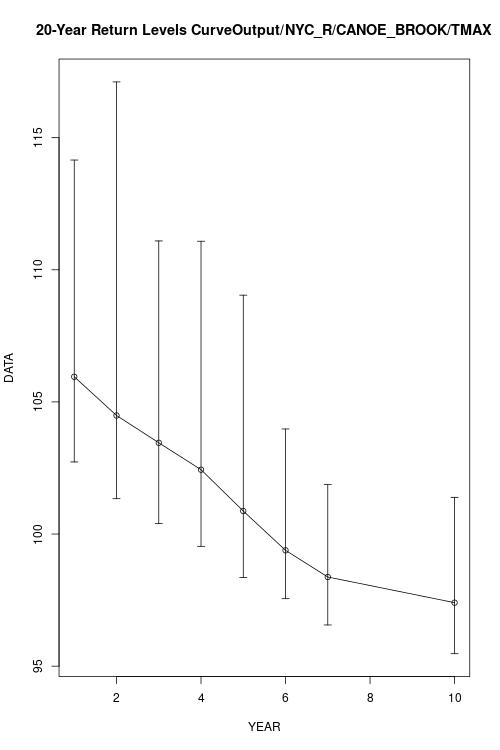 20-Year Return Levels CurveOutput/NYC_R/CANOE_BROOK/TMAX
115
110
105
100
95
DATA
2 4 6 8 10
YEAR